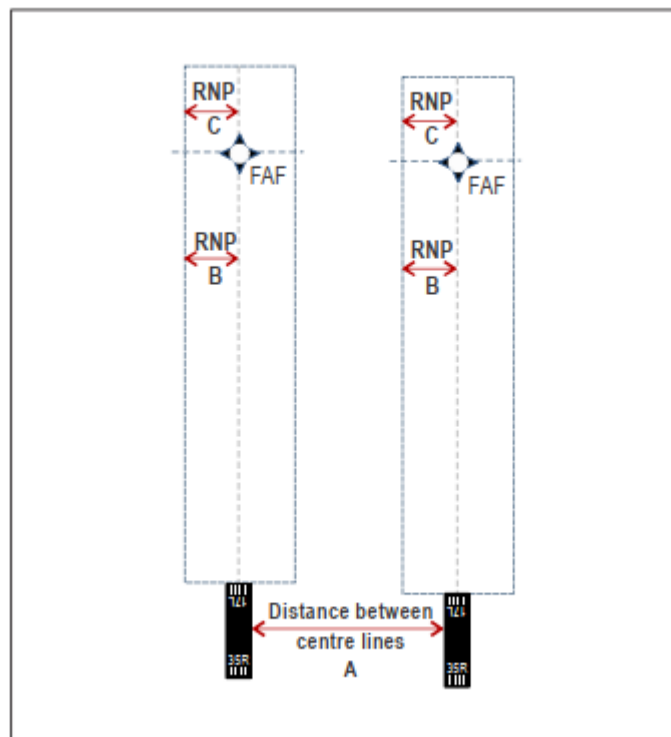 RNP
C
RNP
C
FAF
FAF
RNP
B
RNP
B
17L
17L
Distance between
centre lines
A
35R
35R